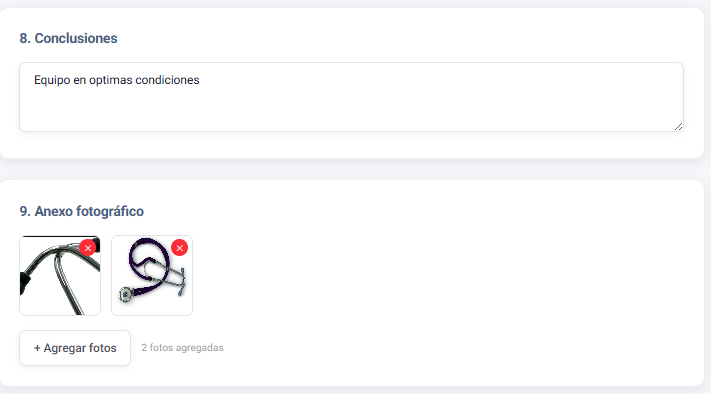 8. Conclusiones
Equipo en optimas condiciones
9. Anexo fotográfico
+ Agregar fotos
2 fotos agregadas